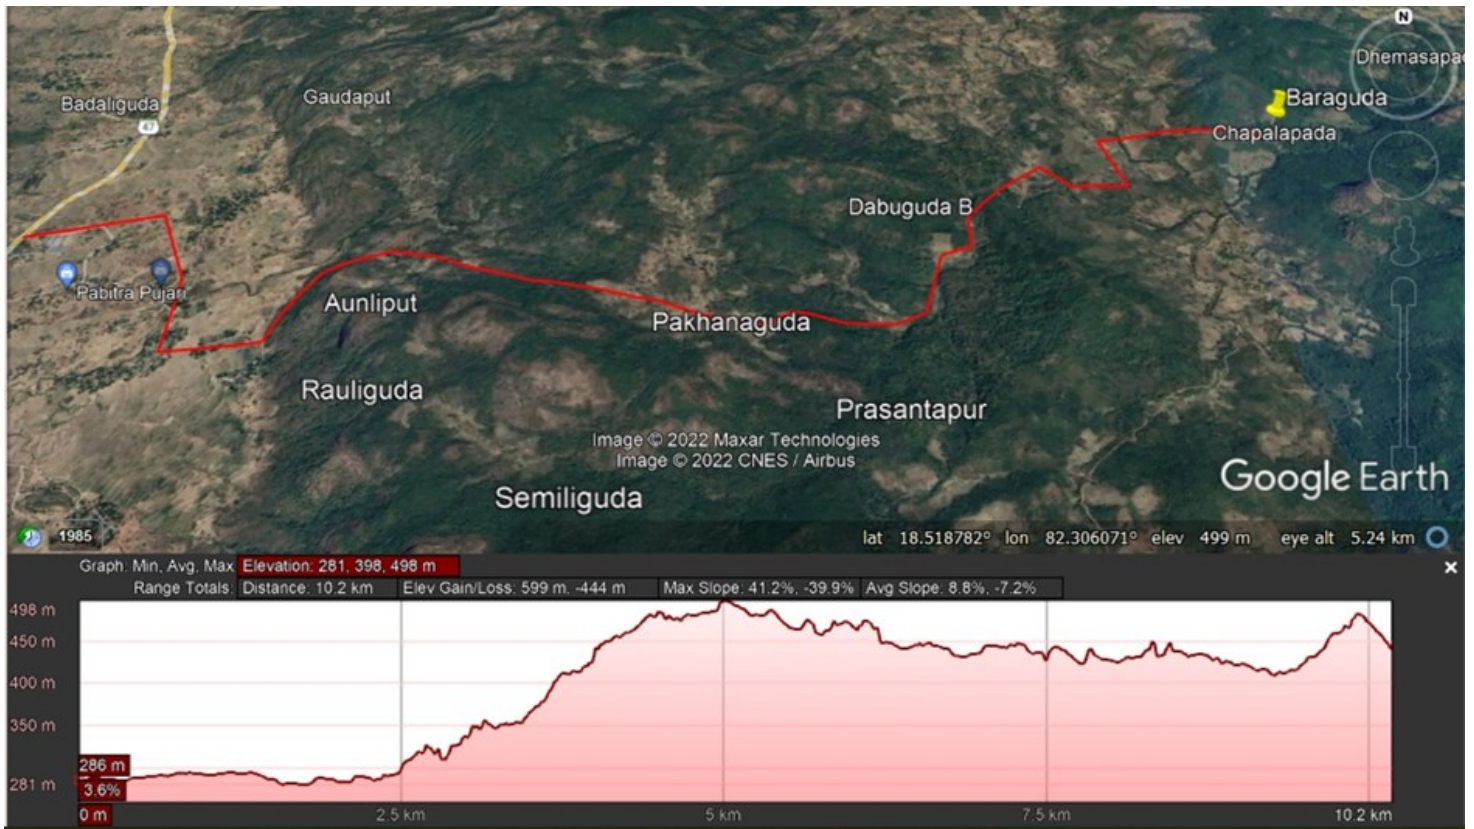 N
Dhemasapad
Badaliguda
Gaudaput
Baraguda
47
Chapalapada
Dabuguda B
Pabitra Pujari
Aunliput
Pakhanaguda
Rauliguda
Prasantapur
Image © 2022 Maxar Technologies
Image © 2022 CNES / Airbus
Google Earth
Semiliguda
1985
lat 18.518782° lon 82.306071° elev 499 m eye alt 5.24 km
Graph: Min, Avg, Max Elevation: 281, 398, 498 m
Range Totals: Distance: 10.2 km Elev Gain/Loss: 599 m, -444 m Max Slope: 41.2%, -39.9% Avg Slope: 8.8%, -7.2%
498 m
450 m
400 m
350 m
286 m
281 m
3.6%
0 m 2.5 km 5 km 7.5 km 10.2 km